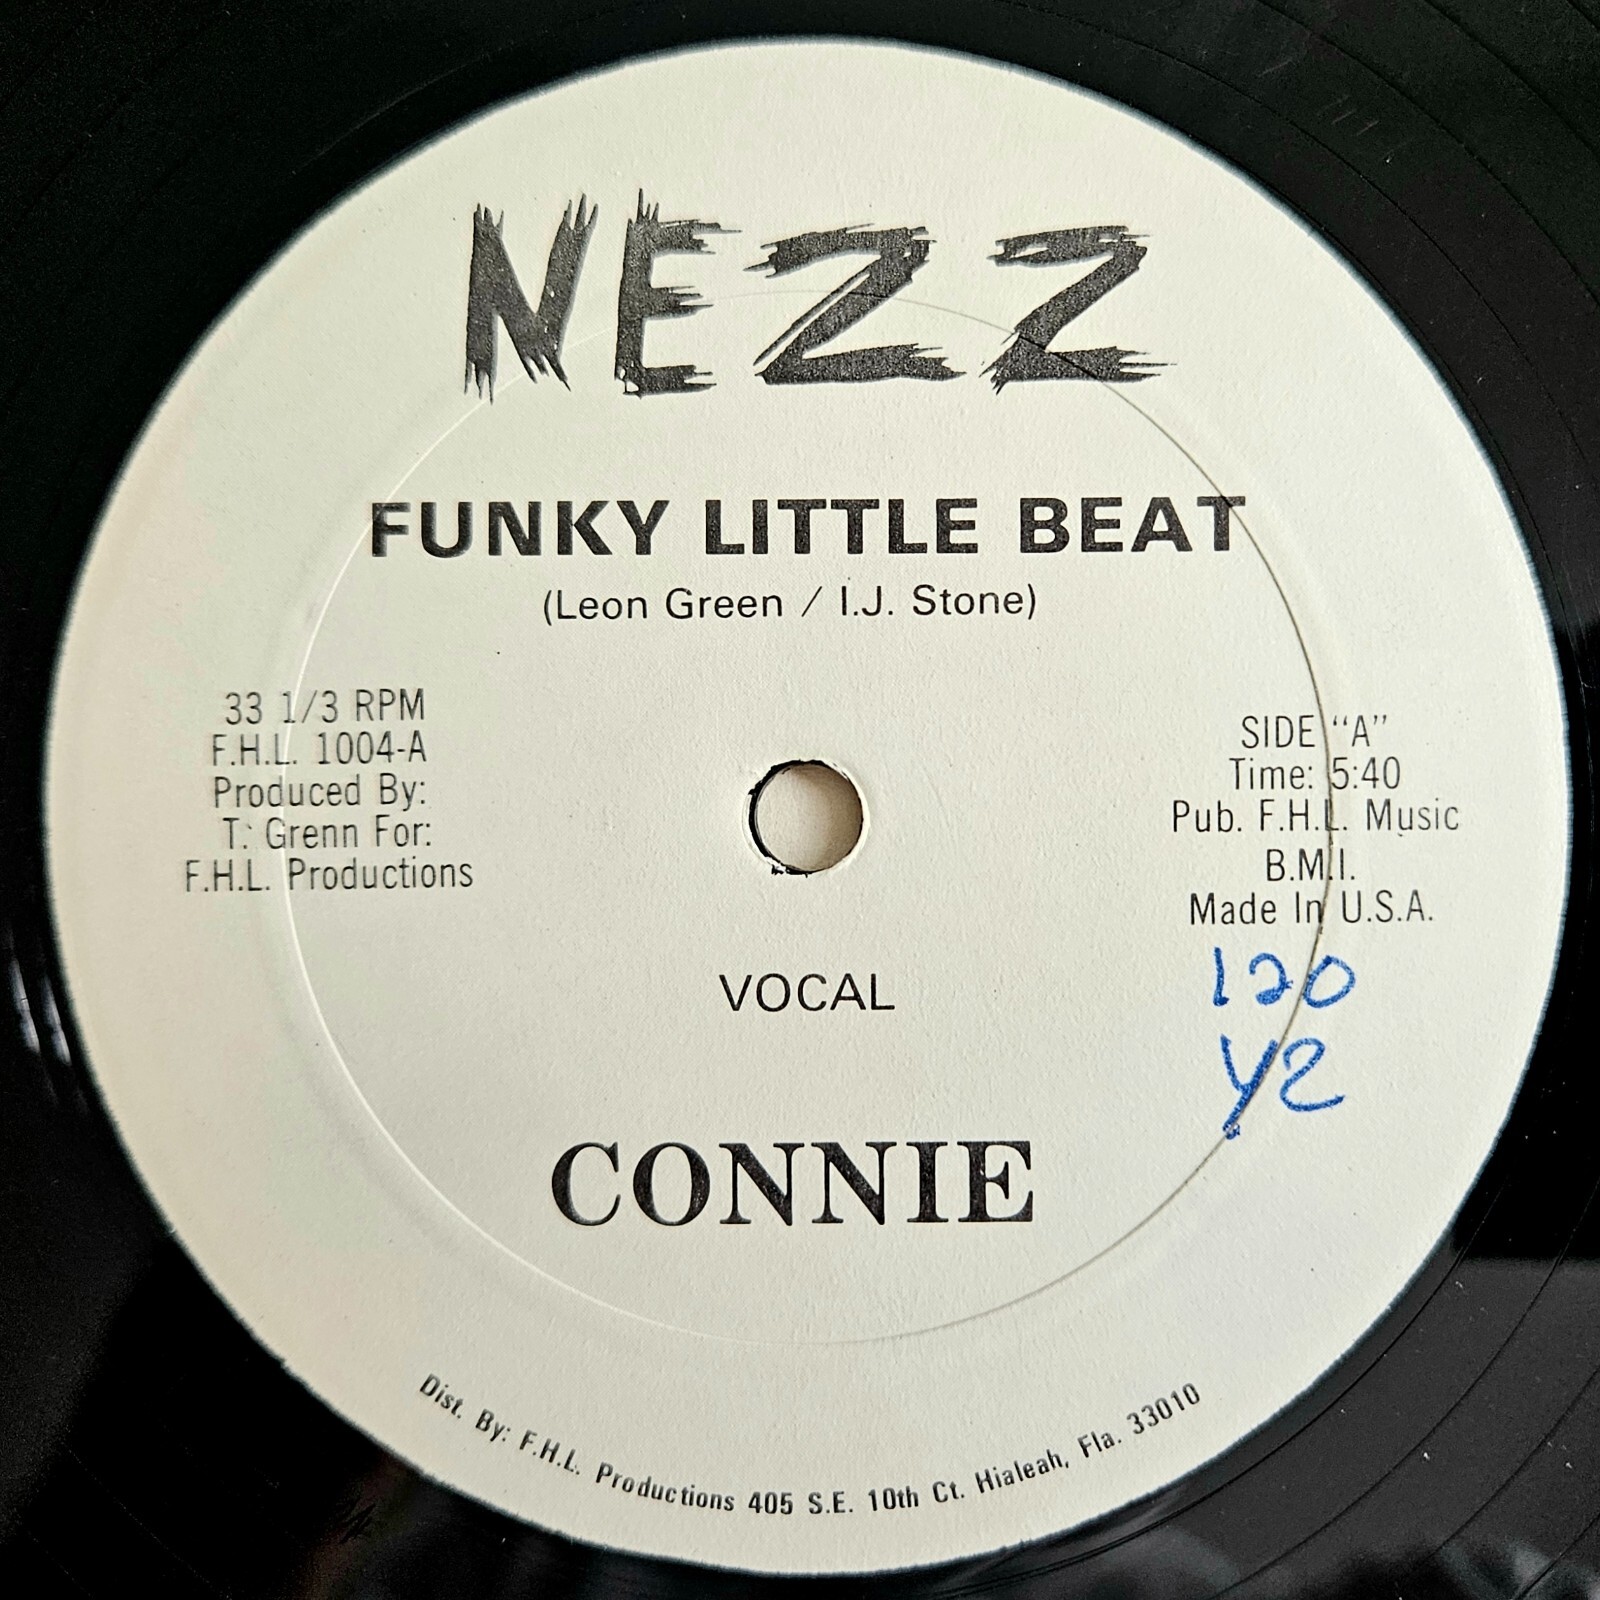 NEZZ
FUNKY LITTLE BEAT
(Leon Green / I.J. Stone)
33 1/3 RPM
F.H.L. 1004-A
Produced By:
T. Grenn For:
F.H.L. Productions
SIDE "A"
Time: 5:40
Pub. F.H.L. Music
B.M.I.
Made In U.S.A.
120
Y2
VOCAL
CONNIE
Dist. By: F.H.L. Productions 405 S.E. 10th Ct. Hialeah, Fla. 33010